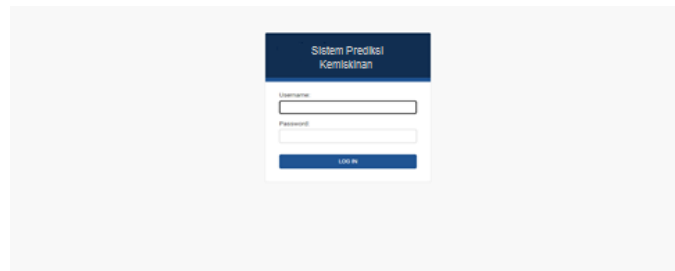 Sistem Prediksi
Kemiskinan
Username:
Password:
LOG IN